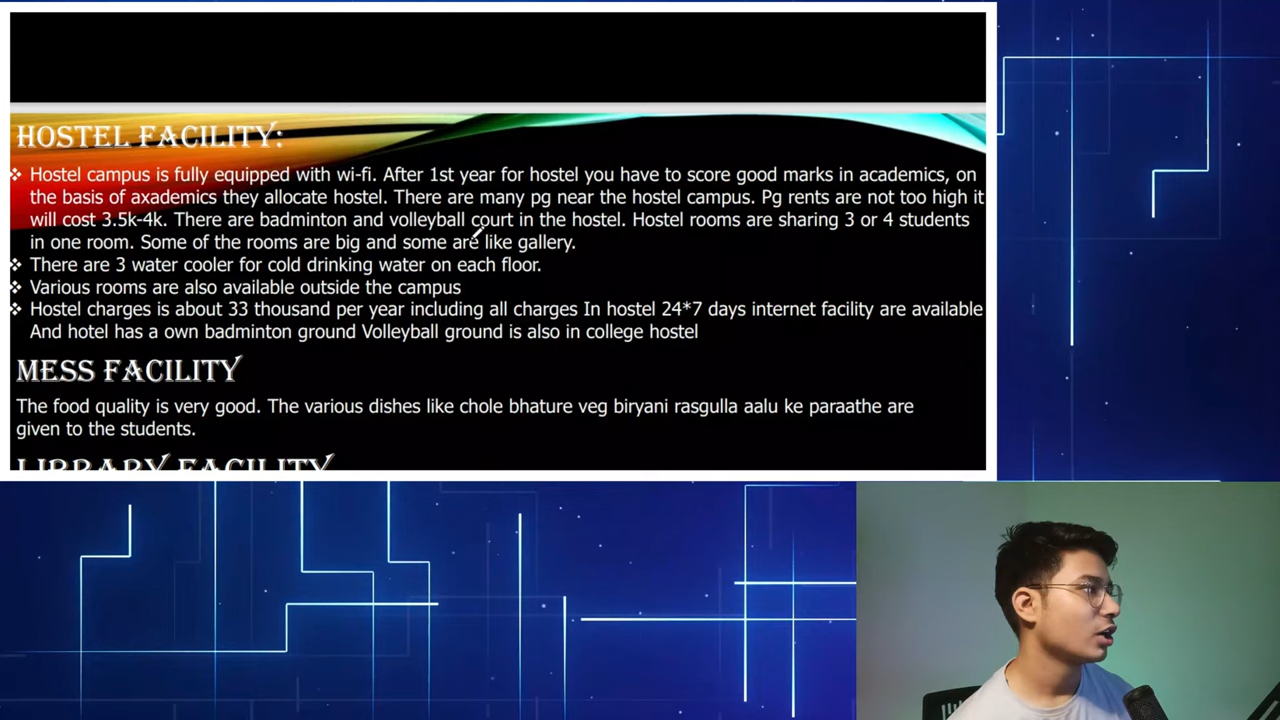 HOSTEL FACILITY:
❖ Hostel campus is fully equipped with wi-fi. After 1st year for hostel you have to score good marks in academics, on
the basis of axademics they allocate hostel. There are many pg near the hostel campus. Pg rents are not too high it
will cost 3.5k-4k. There are badminton and volleyball court in the hostel. Hostel rooms are sharing 3 or 4 students
in one room. Some of the rooms are big and some are like gallery.
❖ There are 3 water cooler for cold drinking water on each floor.
❖ Various rooms are also available outside the campus
❖ Hostel charges is about 33 thousand per year including all charges In hostel 24*7 days internet facility are available
And hotel has a own badminton ground Volleyball ground is also in college hostel
MESS FACILITY
The food quality is very good. The various dishes like chole bhature veg biryani rasgulla aalu ke paraathe are
given to the students.
LIBRARY FACILITY